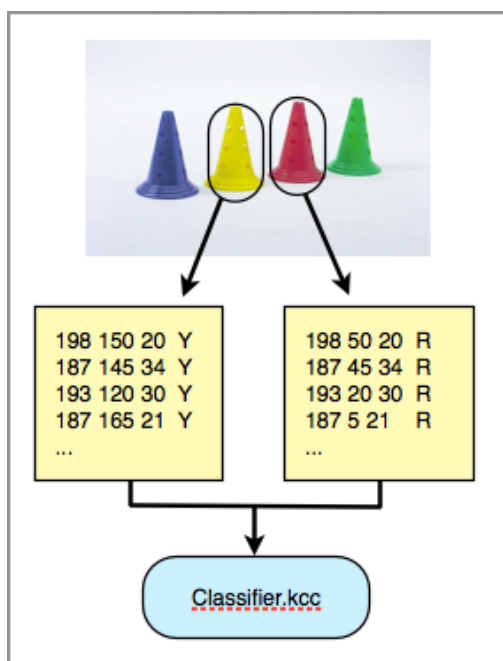 198 150 20 Y
187 145 34 Y
193 120 30 Y
187 165 21 Y
...
198 50 20 R
187 45 34 R
193 20 30 R
187 5 21 R
...
Classifier.kcc